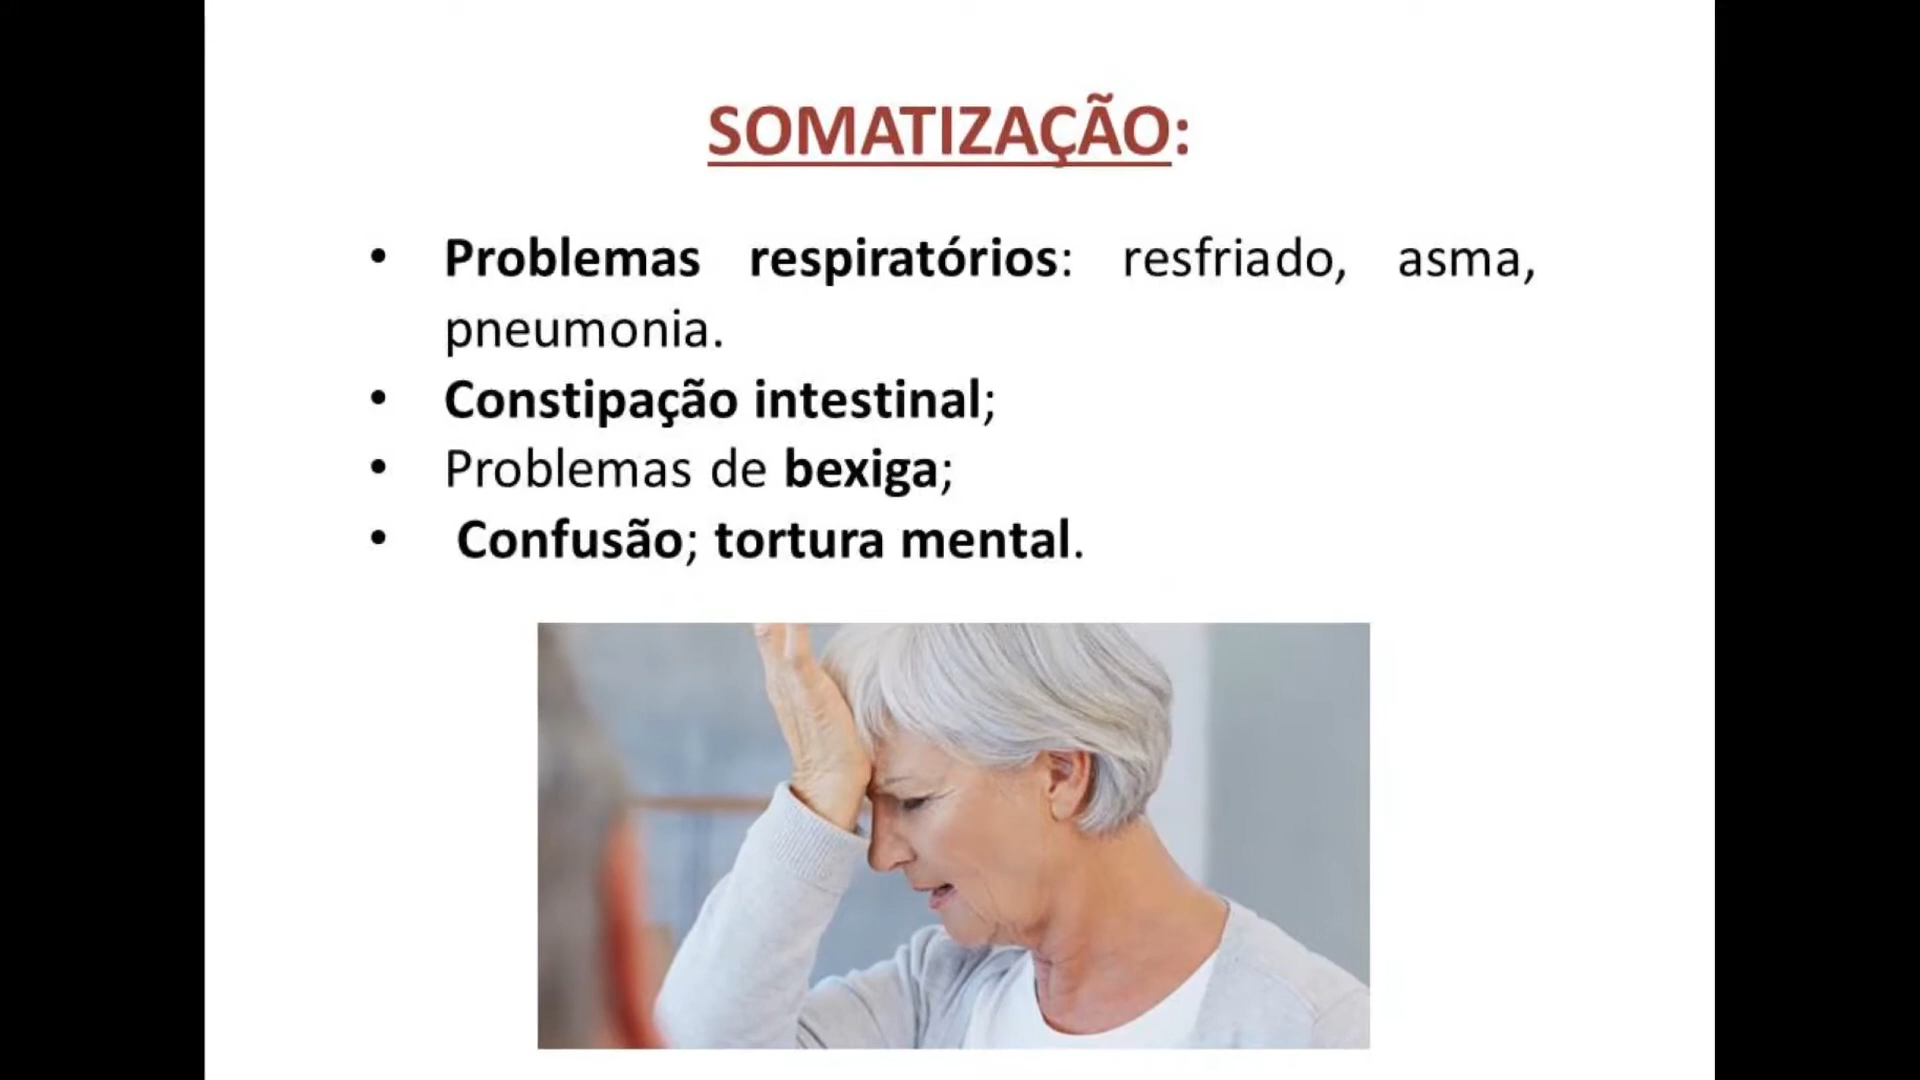 SOMATIZAÇÃO:
• Problemas respiratórios: resfriado, asma,
pneumonia.
• Constipação intestinal;
• Problemas de bexiga;
• Confusão; tortura mental.